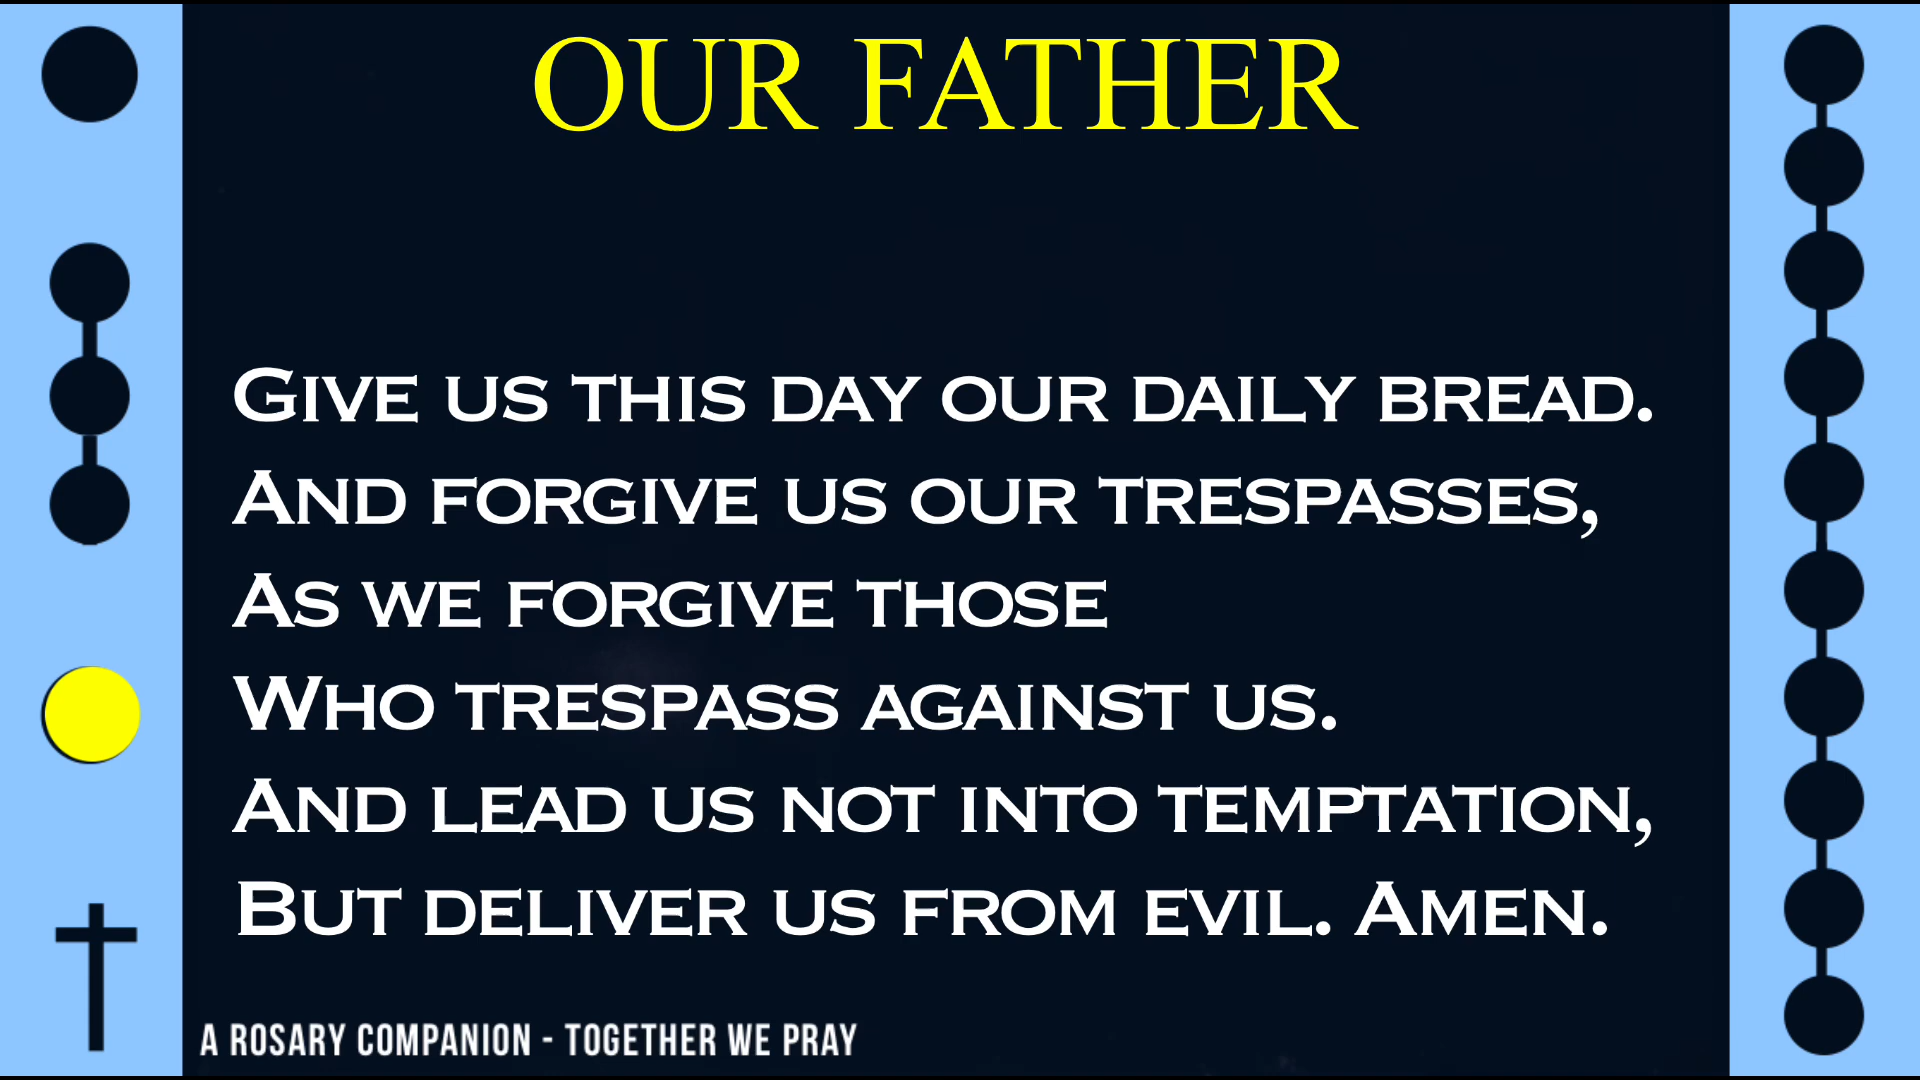 OUR FATHER
Give us this day our daily bread.
And forgive us our trespasses,
As we forgive those
Who trespass against us.
And lead us not into temptation,
But deliver us from evil. Amen.
A ROSARY COMPANION - TOGETHER WE PRAY